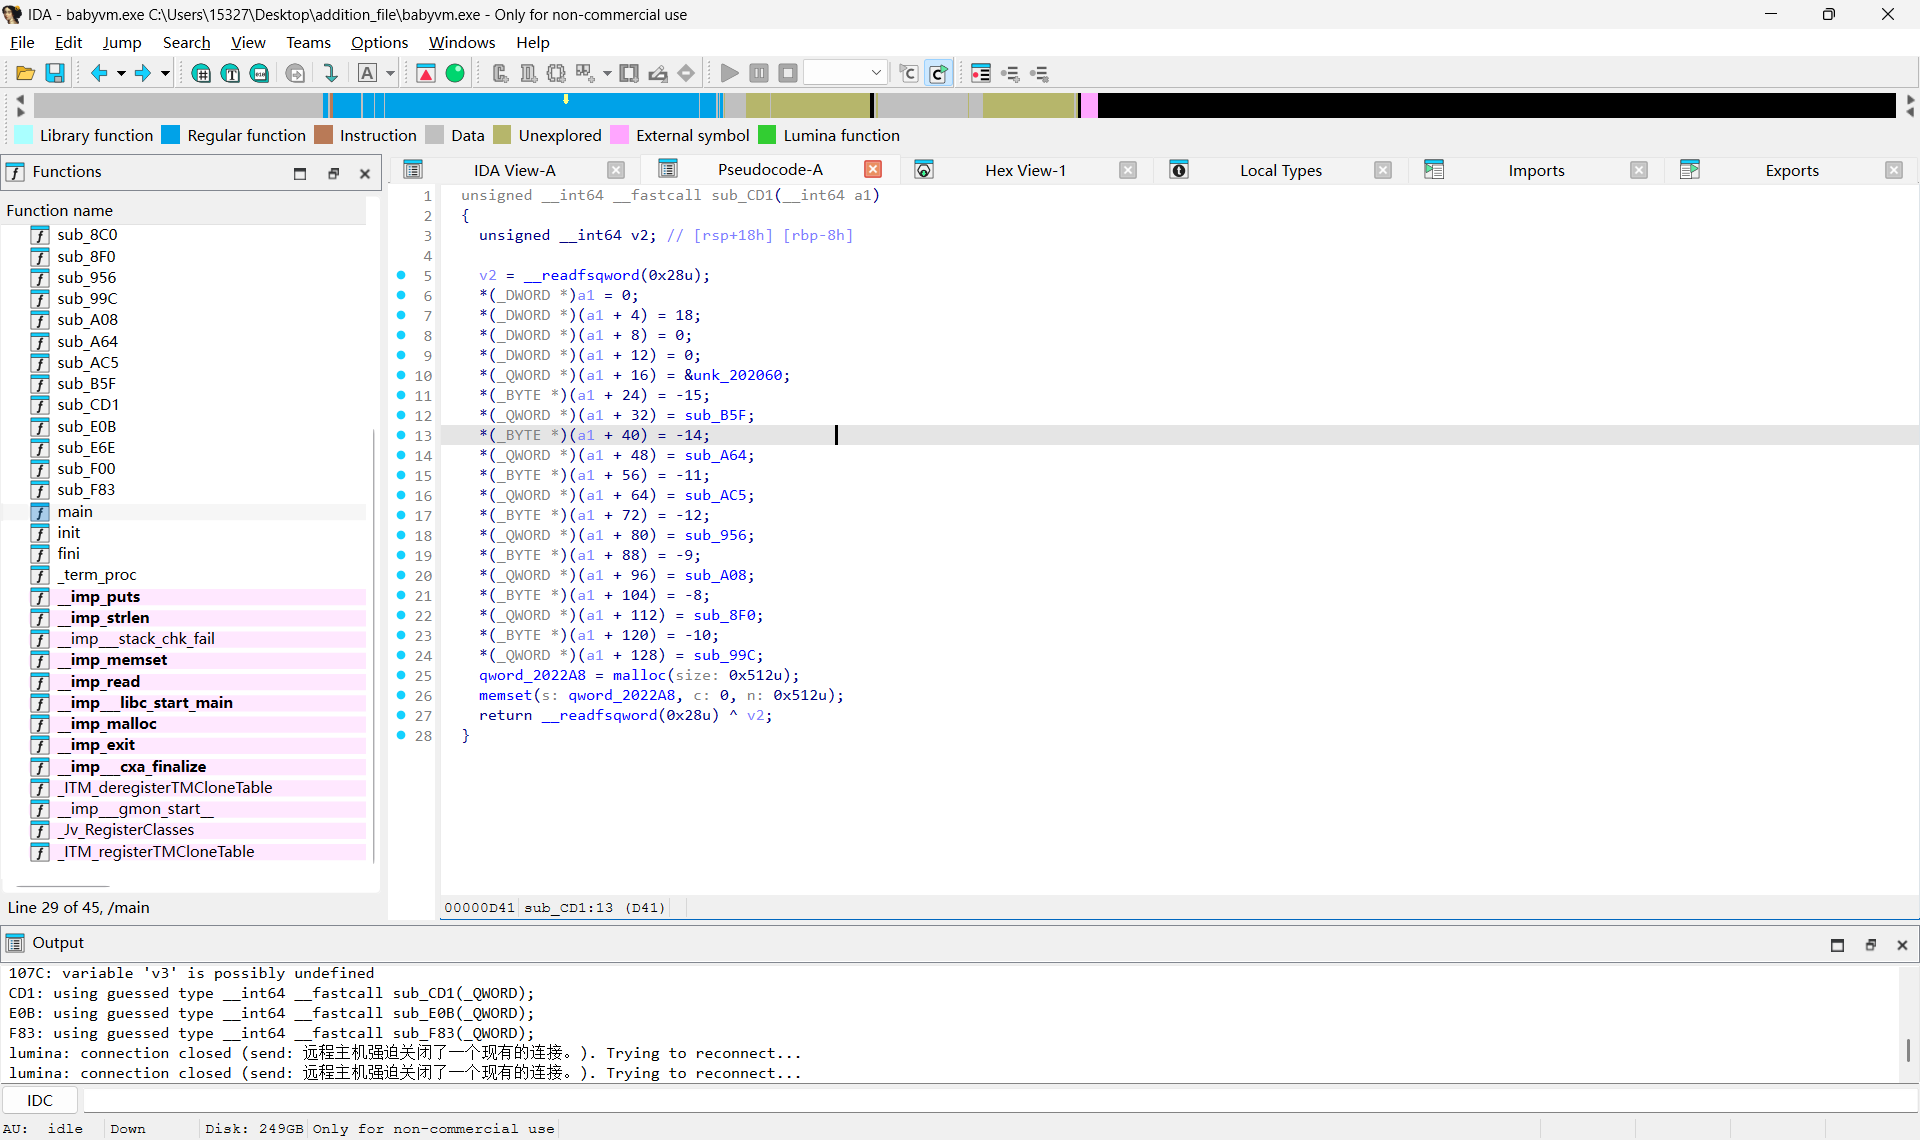 IDA - babyvm.exe C:\Users\15327\Desktop\addition_file\babyvm.exe - Only for non-commercial use
File Edit Jump Search View Teams Options Windows Help
Library function Regular function Instruction Data Unexplored External symbol Lumina function
Functions
IDA View-A Pseudocode-A Hex View-1 Local Types Imports Exports
Function name
sub_8C0
sub_8F0
sub_956
sub_99C
sub_A08
sub_A64
sub_AC5
sub_B5F
sub_CD1
sub_E0B
sub_E6E
sub_F00
sub_F83
main
init
fini
_term_proc
__imp_puts
__imp_strlen
__imp___stack_chk_fail
__imp_memset
__imp_read
__imp___libc_start_main
__imp_malloc
__imp_exit
__imp___cxa_finalize
_ITM_deregisterTMCloneTable
__imp___gmon_start__
_Jv_RegisterClasses
_ITM_registerTMCloneTable
Line 29 of 45, /main
1 unsigned __int64 __fastcall sub_CD1(__int64 a1)
2 {
3 unsigned __int64 v2; // [rsp+18h] [rbp-8h]
4
5 v2 = __readfsqword(0x28u);
6 *(_DWORD *)a1 = 0;
7 *(_DWORD *)(a1 + 4) = 18;
8 *(_DWORD *)(a1 + 8) = 0;
9 *(_DWORD *)(a1 + 12) = 0;
10 *(_QWORD *)(a1 + 16) = &unk_202060;
11 *(_BYTE *)(a1 + 24) = -15;
12 *(_QWORD *)(a1 + 32) = sub_B5F;
13 *(_BYTE *)(a1 + 40) = -14;
14 *(_QWORD *)(a1 + 48) = sub_A64;
15 *(_BYTE *)(a1 + 56) = -11;
16 *(_QWORD *)(a1 + 64) = sub_AC5;
17 *(_BYTE *)(a1 + 72) = -12;
18 *(_QWORD *)(a1 + 80) = sub_956;
19 *(_BYTE *)(a1 + 88) = -9;
20 *(_QWORD *)(a1 + 96) = sub_A08;
21 *(_BYTE *)(a1 + 104) = -8;
22 *(_QWORD *)(a1 + 112) = sub_8F0;
23 *(_BYTE *)(a1 + 120) = -10;
24 *(_QWORD *)(a1 + 128) = sub_99C;
25 qword_2022A8 = malloc(size: 0x512u);
26 memset(s: qword_2022A8, c: 0, n: 0x512u);
27 return __readfsqword(0x28u) ^ v2;
28 }
00000D41 sub_CD1:13 (D41)
Output
107C: variable 'v3' is possibly undefined
CD1: using guessed type __int64 __fastcall sub_CD1(_QWORD);
E0B: using guessed type __int64 __fastcall sub_E0B(_QWORD);
F83: using guessed type __int64 __fastcall sub_F83(_QWORD);
lumina: connection closed (send: 远程主机强迫关闭了一个现有的连接。). Trying to reconnect...
lumina: connection closed (send: 远程主机强迫关闭了一个现有的连接。). Trying to reconnect...
IDC
AU: idle Down Disk: 249GB Only for non-commercial use